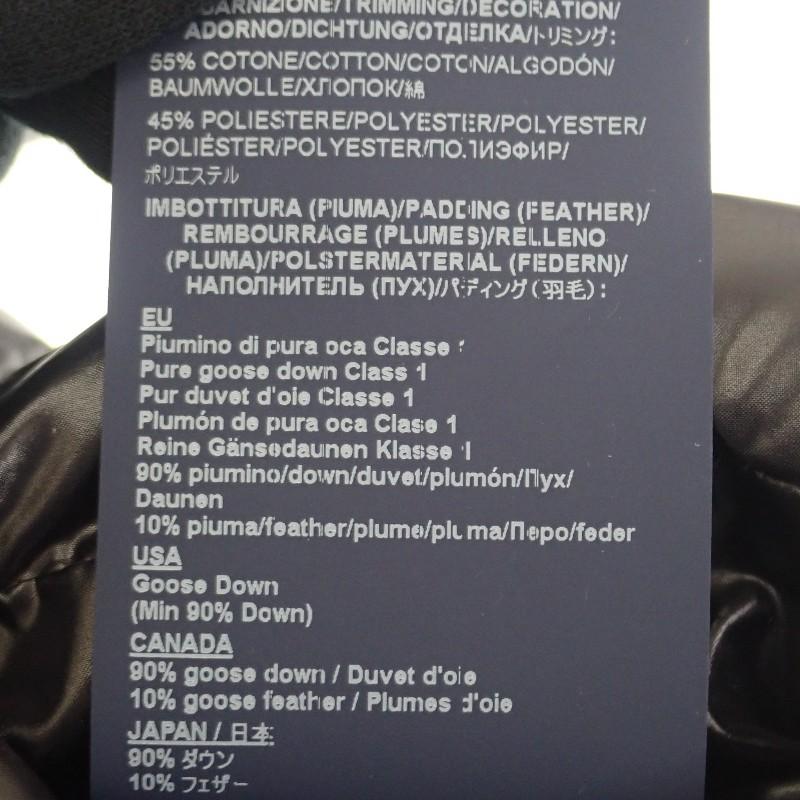 GARNIZIONE/TRIMMING/DECORATION/
ADORNO/DICHTUNG/ОТДЕЛКА/トリミング:
55% COTONE/COTTON/COTON/ALGODÓN/
BAUMWOLLE/ХЛОПОК/綿
45% POLIESTERE/POLYESTER/POLYESTER/
POLIÉSTER/POLYESTER/ПОЛИЭФИР/
ポリエステル
IMBOTTITURA (PIUMA)/PADDING (FEATHER)/
REMBOURRAGE (PLUMES)/RELLENO
(PLUMA)/POLSTERMATERIAL (FEDERN)/
НАПОЛНИТЕЛЬ (ПУХ)/パディング(羽毛):
EU
Piumino di pura oca Classe 1
Pure goose down Class 1
Pur duvet d'oie Classe 1
Plumón de pura oca Clase 1
Reine Gänsedaunen Klasse 1
90% piumino/down/duvet/plumón/Пух/
Daunen
10% piuma/feather/plume/pluma/Перо/feder
USA
Goose Down
(Min 90% Down)
CANADA
90% goose down / Duvet d'oie
10% goose feather / Plumes d'oie
JAPAN / 日本
90% ダウン
10% フェザー